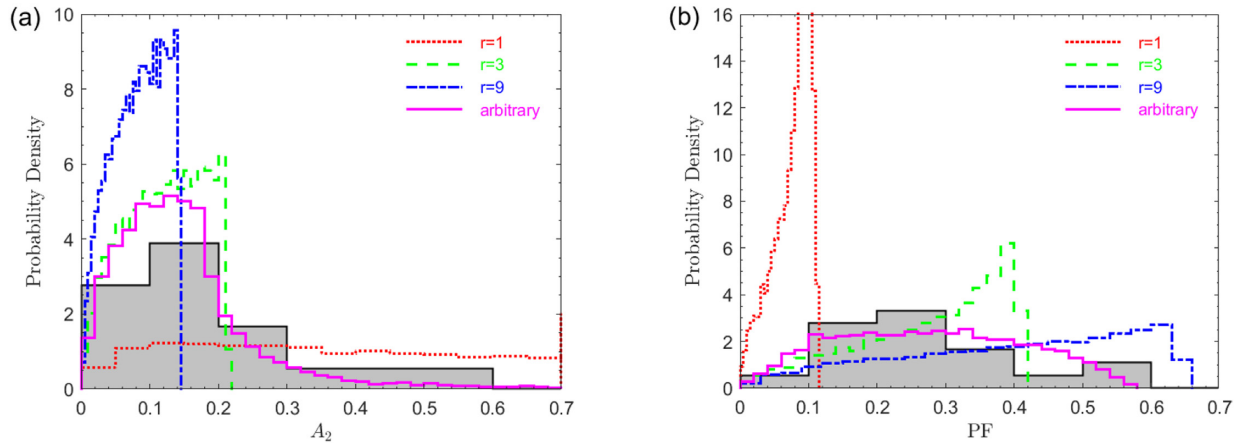 (a)
10
8
6
4
2
0
Probability Density
0 0.1 0.2 0.3 0.4 0.5 0.6 0.7
A2
r=1
r=3
r=9
arbitrary
(b)
16
14
12
10
8
6
4
2
0
Probability Density
0 0.1 0.2 0.3 0.4 0.5 0.6 0.7
PF
r=1
r=3
r=9
arbitrary